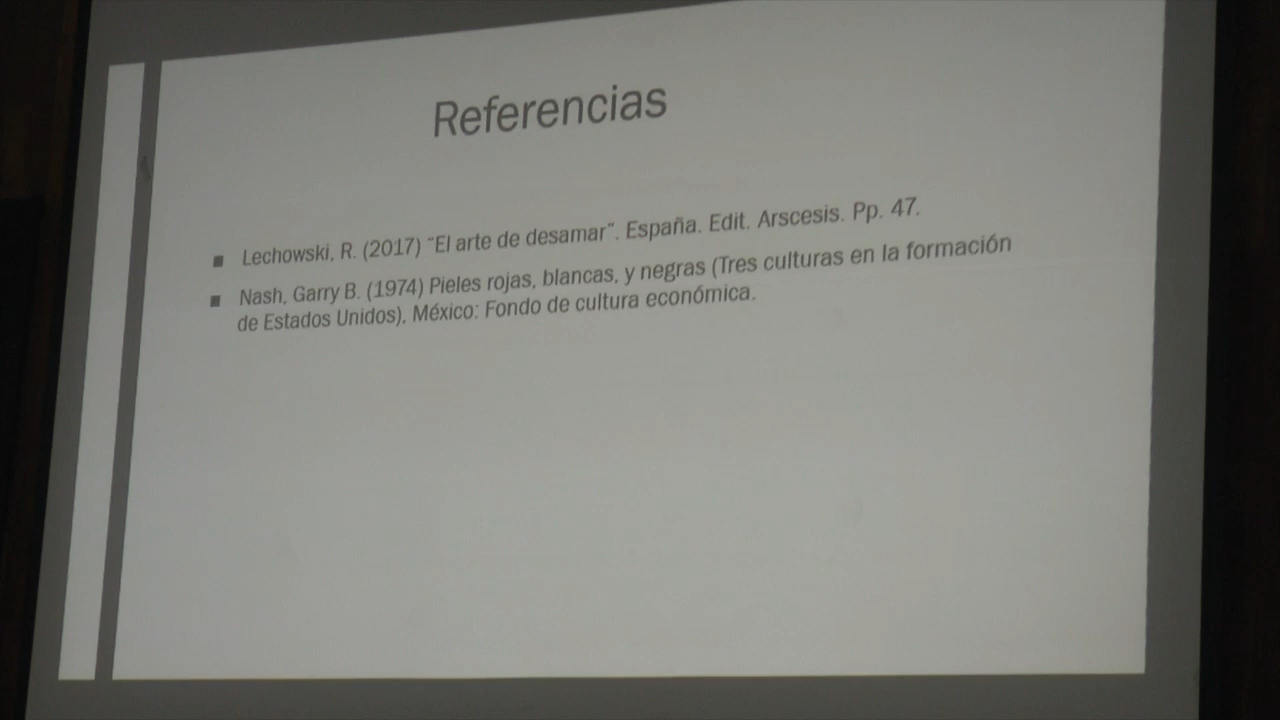 Referencias
Lechowski, R. (2017) "El arte de desamar". España. Edit. Arscesis. Pp. 47.
Nash, Garry B. (1974) Pieles rojas, blancas, y negras (Tres culturas en la formación
de Estados Unidos), México: Fondo de cultura económica.